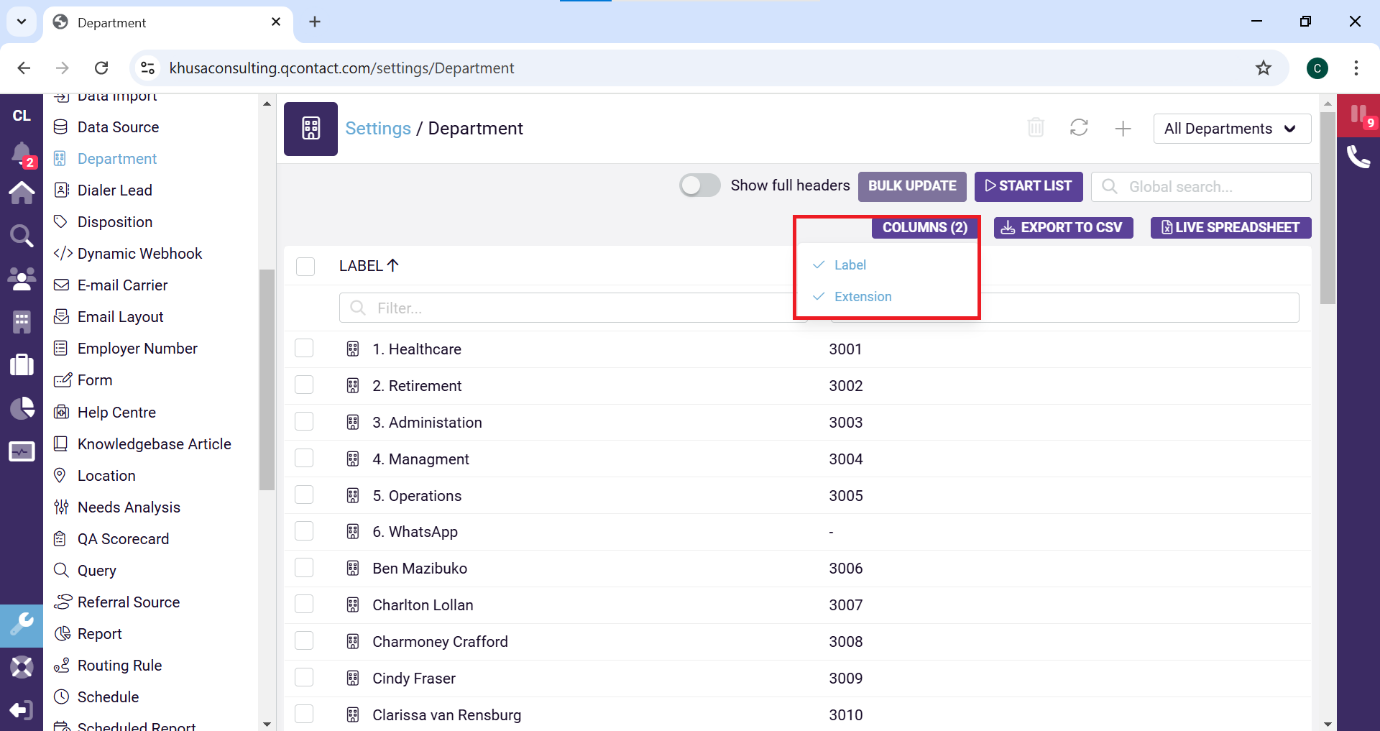 Department
khusaconsulting.qcontact.com/settings/Department
C
CL
2
Data Import
Data Source
Department
Dialer Lead
Disposition
</> Dynamic Webhook
E-mail Carrier
Email Layout
Employer Number
Form
Help Centre
Knowledgebase Article
Location
Needs Analysis
QA Scorecard
Query
Referral Source
Report
Routing Rule
Schedule
Scheduled Report
Settings / Department
All Departments
9
Show full headers
BULK UPDATE
START LIST
Global search...
COLUMNS (2)
EXPORT TO CSV
LIVE SPREADSHEET
Label
Extension
LABEL
Filter...
1. Healthcare 3001
2. Retirement 3002
3. Administation 3003
4. Managment 3004
5. Operations 3005
6. WhatsApp -
Ben Mazibuko 3006
Charlton Lollan 3007
Charmoney Crafford 3008
Cindy Fraser 3009
Clarissa van Rensburg 3010